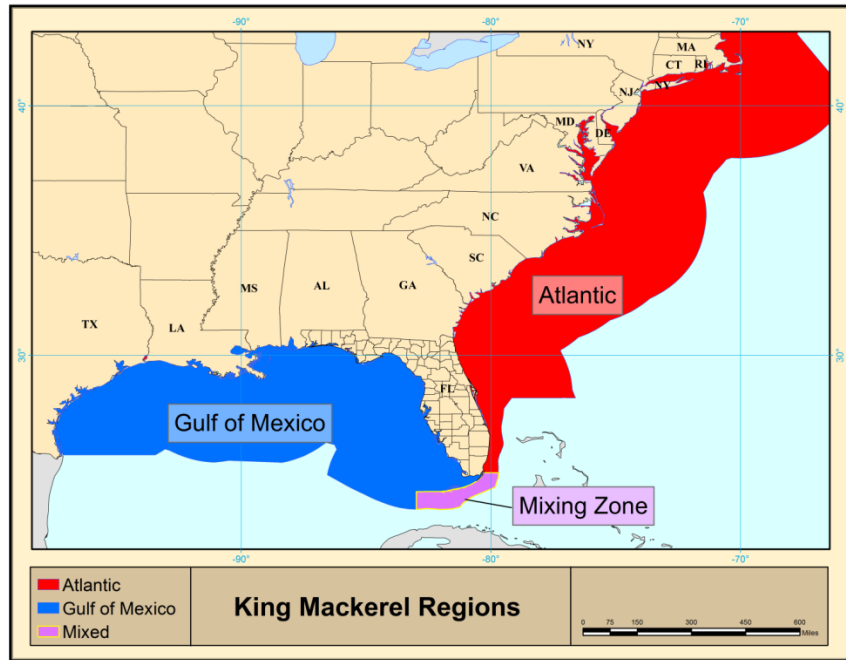 -90°
-80°
-70°
NY
MA
CT
RI
NY
NJ
40°
40°
MD
DE
VA
NC
SC
Atlantic
MS
AL
GA
TX
LA
30°
30°
FL
Gulf of Mexico
Mixing Zone
-90°
-80°
-70°
Atlantic
Gulf of Mexico
Mixed
King Mackerel Regions
0 75 150 300 450 600
Miles